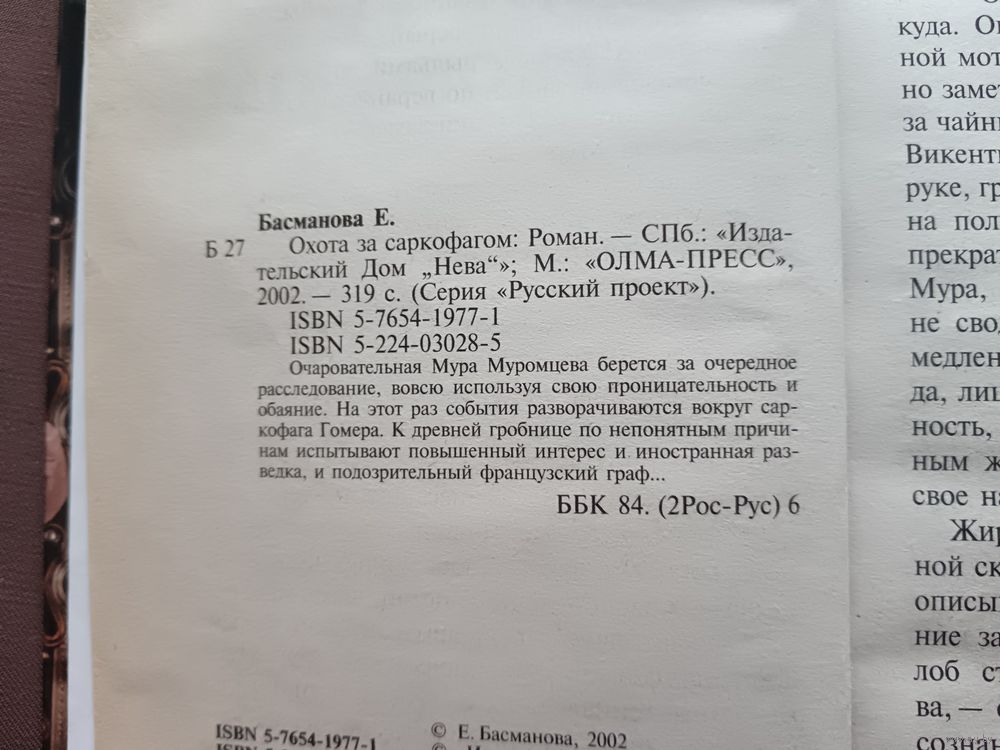 Басманова Е.
Б 27
Охота за саркофагом: Роман. — СПб.: «Изда-
тельский Дом „Нева“»; М.: «ОЛМА-ПРЕСС»,
2002. — 319 с. (Серия «Русский проект»).
ISBN 5-7654-1977-1
ISBN 5-224-03028-5
Очаровательная Мура Муромцева берется за очередное
расследование, вовсю используя свою проницательность и
обаяние. На этот раз события разворачиваются вокруг сар-
кофага Гомера. К древней гробнице по непонятным причи-
нам испытывают повышенный интерес и иностранная раз-
ведка, и подозрительный французский граф...
ББК 84. (2Рос-Рус) 6
ISBN 5-7654-1977-1
© Е. Басманова, 2002
куда.
ной
но
за
руке,
на
Мура,
не
да,
ность,
ным
свое
ной
ние
лоб
ва, —